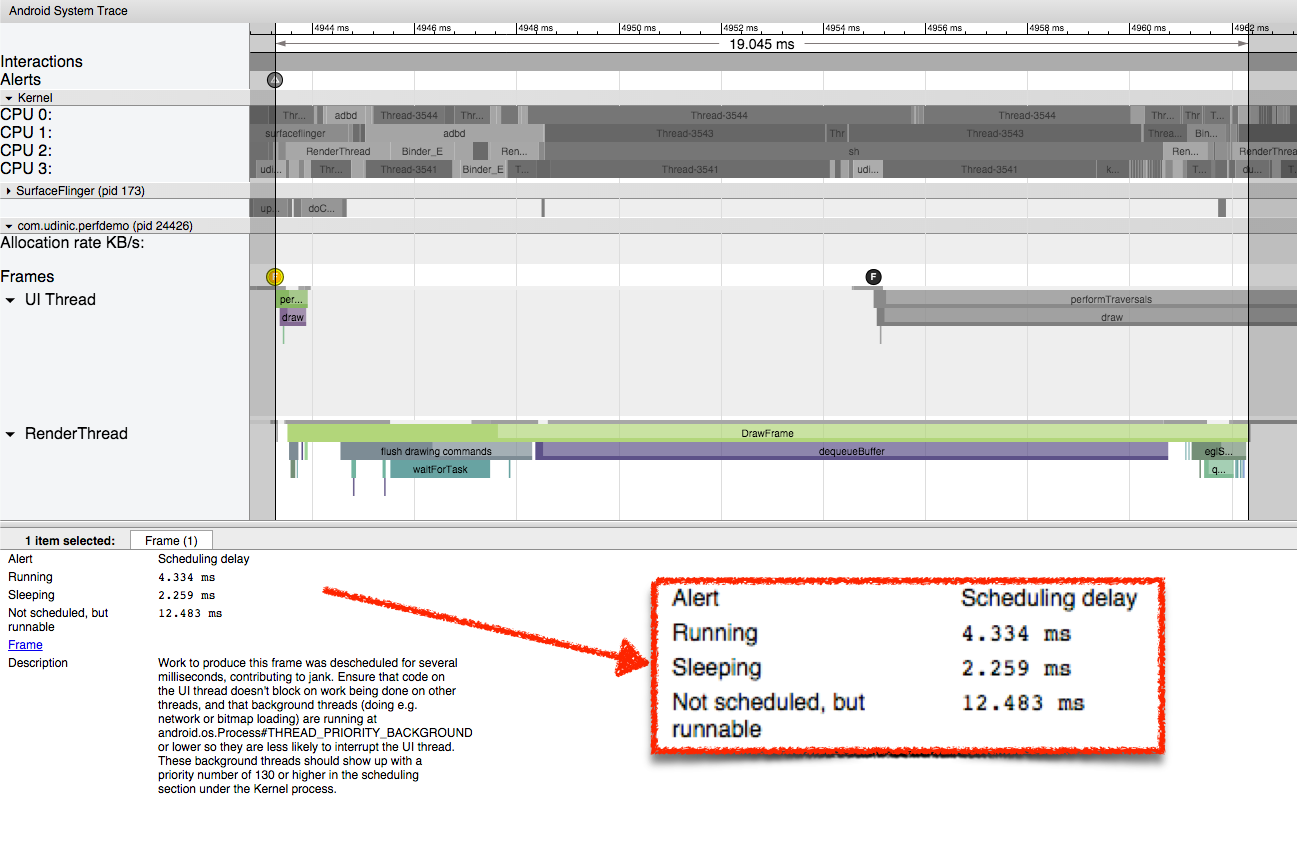 Android System Trace
4944 ms 4946 ms 4948 ms 4950 ms 4952 ms 4954 ms 4956 ms 4958 ms 4960 ms 4962 ms
19.045 ms
Interactions
Alerts
Kernel
CPU 0: Thr... adbd Thread-3544 Thr... Thread-3544 Thread-3544 Thr... Thr T...
CPU 1: surfaceflinger adbd Thread-3543 Thr Thread-3543 Threa... Bin...
CPU 2: RenderThread Binder_E Ren... sh Ren... RenderThrea
CPU 3: udi... Thr... Thread-3541 Binder_E T... Thread-3541 udi... Thread-3541 k... T... du... T.
SurfaceFlinger (pid 173)
up... doC...
com.udinic.perfdemo (pid 24426)
Allocation rate KB/s:
Frames F F
UI Thread per... performTraversals
draw draw
RenderThread DrawFrame
flush drawing commands dequeueBuffer eglS...
waitForTask q...
1 item selected: Frame (1)
Alert Scheduling delay
Running 4.334 ms
Sleeping 2.259 ms
Not scheduled, but runnable 12.483 ms
Frame
Description Work to produce this frame was descheduled for several
milliseconds, contributing to jank. Ensure that code on
the UI thread doesn't block on work being done on other
threads, and that background threads (doing e.g.
network or bitmap loading) are running at
android.os.Process#THREAD_PRIORITY_BACKGROUND
or lower so they are less likely to interrupt the UI thread.
These background threads should show up with a
priority number of 130 or higher in the scheduling
section under the Kernel process.
Alert Scheduling delay
Running 4.334 ms
Sleeping 2.259 ms
Not scheduled, but 12.483 ms
runnable